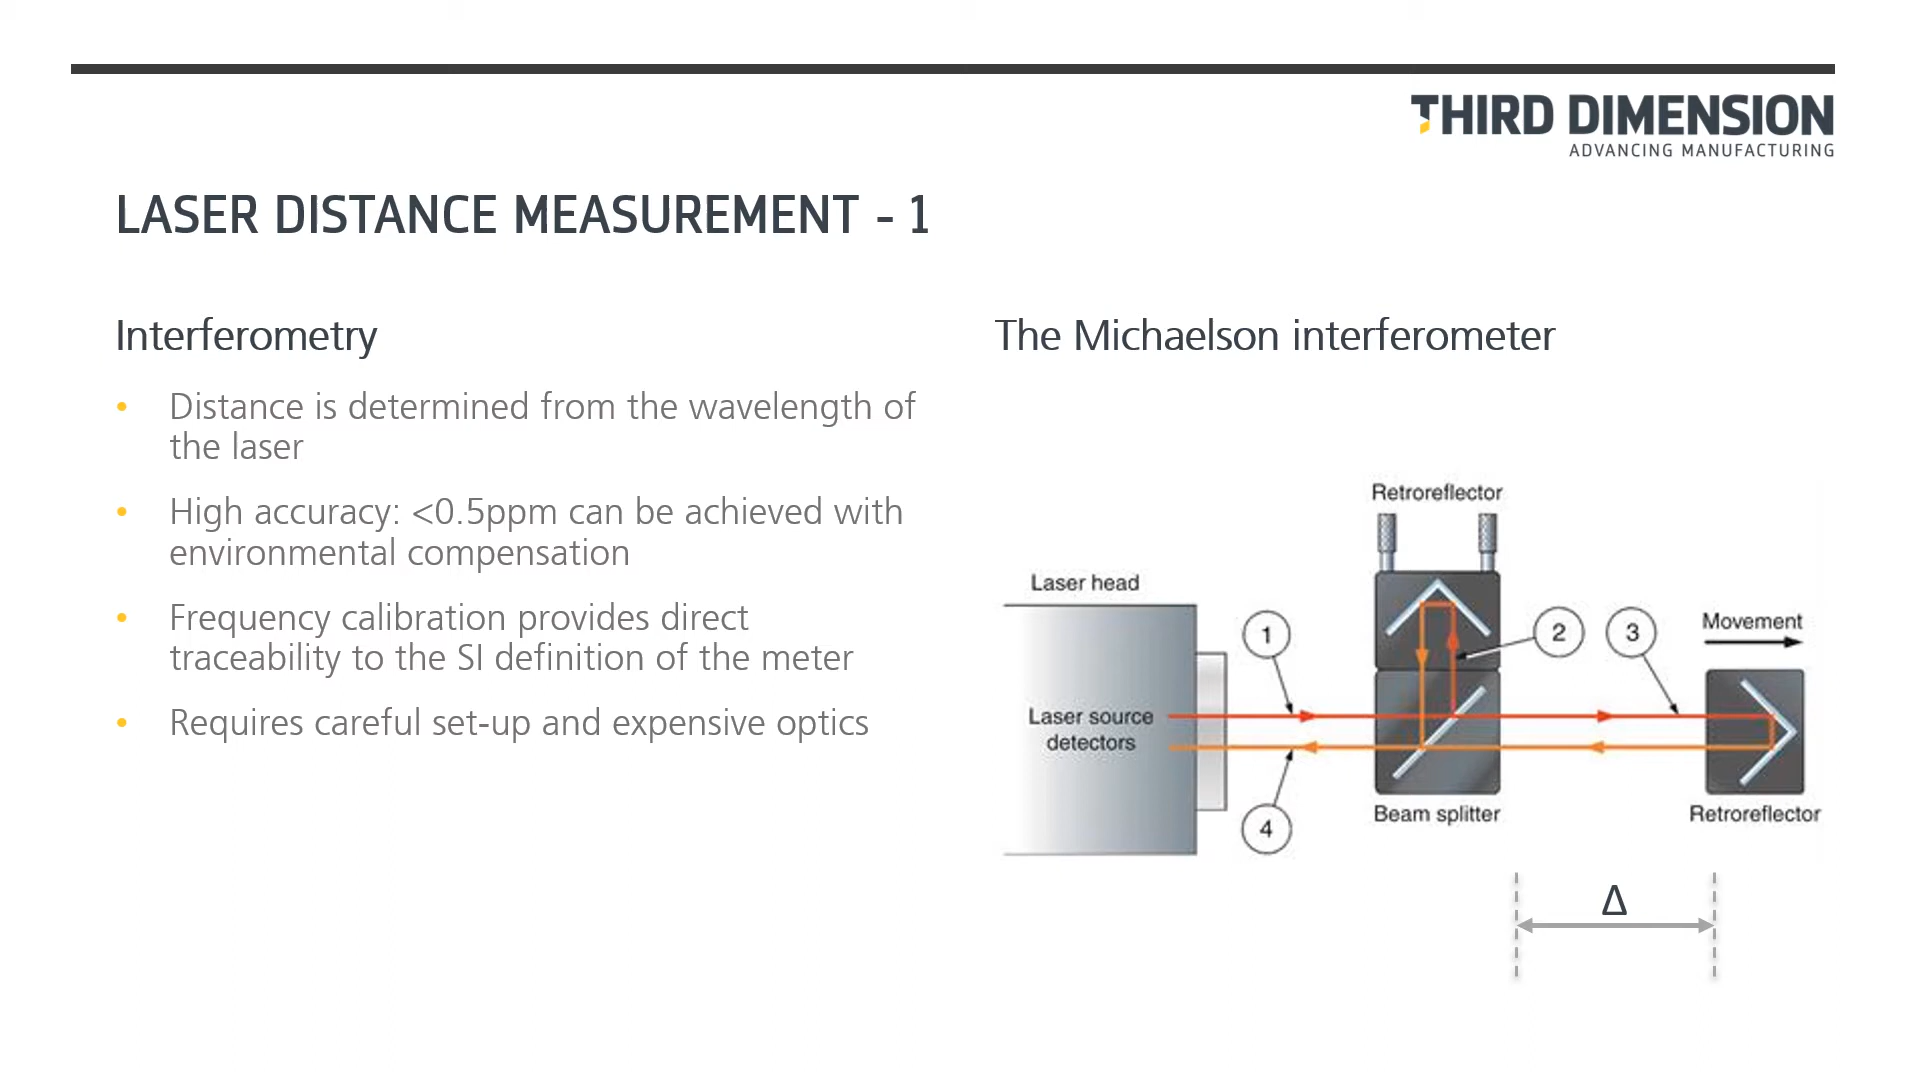 THIRD DIMENSION
ADVANCING MANUFACTURING
LASER DISTANCE MEASUREMENT - 1
Interferometry
• Distance is determined from the wavelength of
the laser
• High accuracy: <0.5ppm can be achieved with
environmental compensation
• Frequency calibration provides direct
traceability to the SI definition of the meter
• Requires careful set-up and expensive optics
The Michaelson interferometer
Retroreflector
Laser head
1
2
3
Movement
Laser source
detectors
4
Beam splitter
Retroreflector
Δ